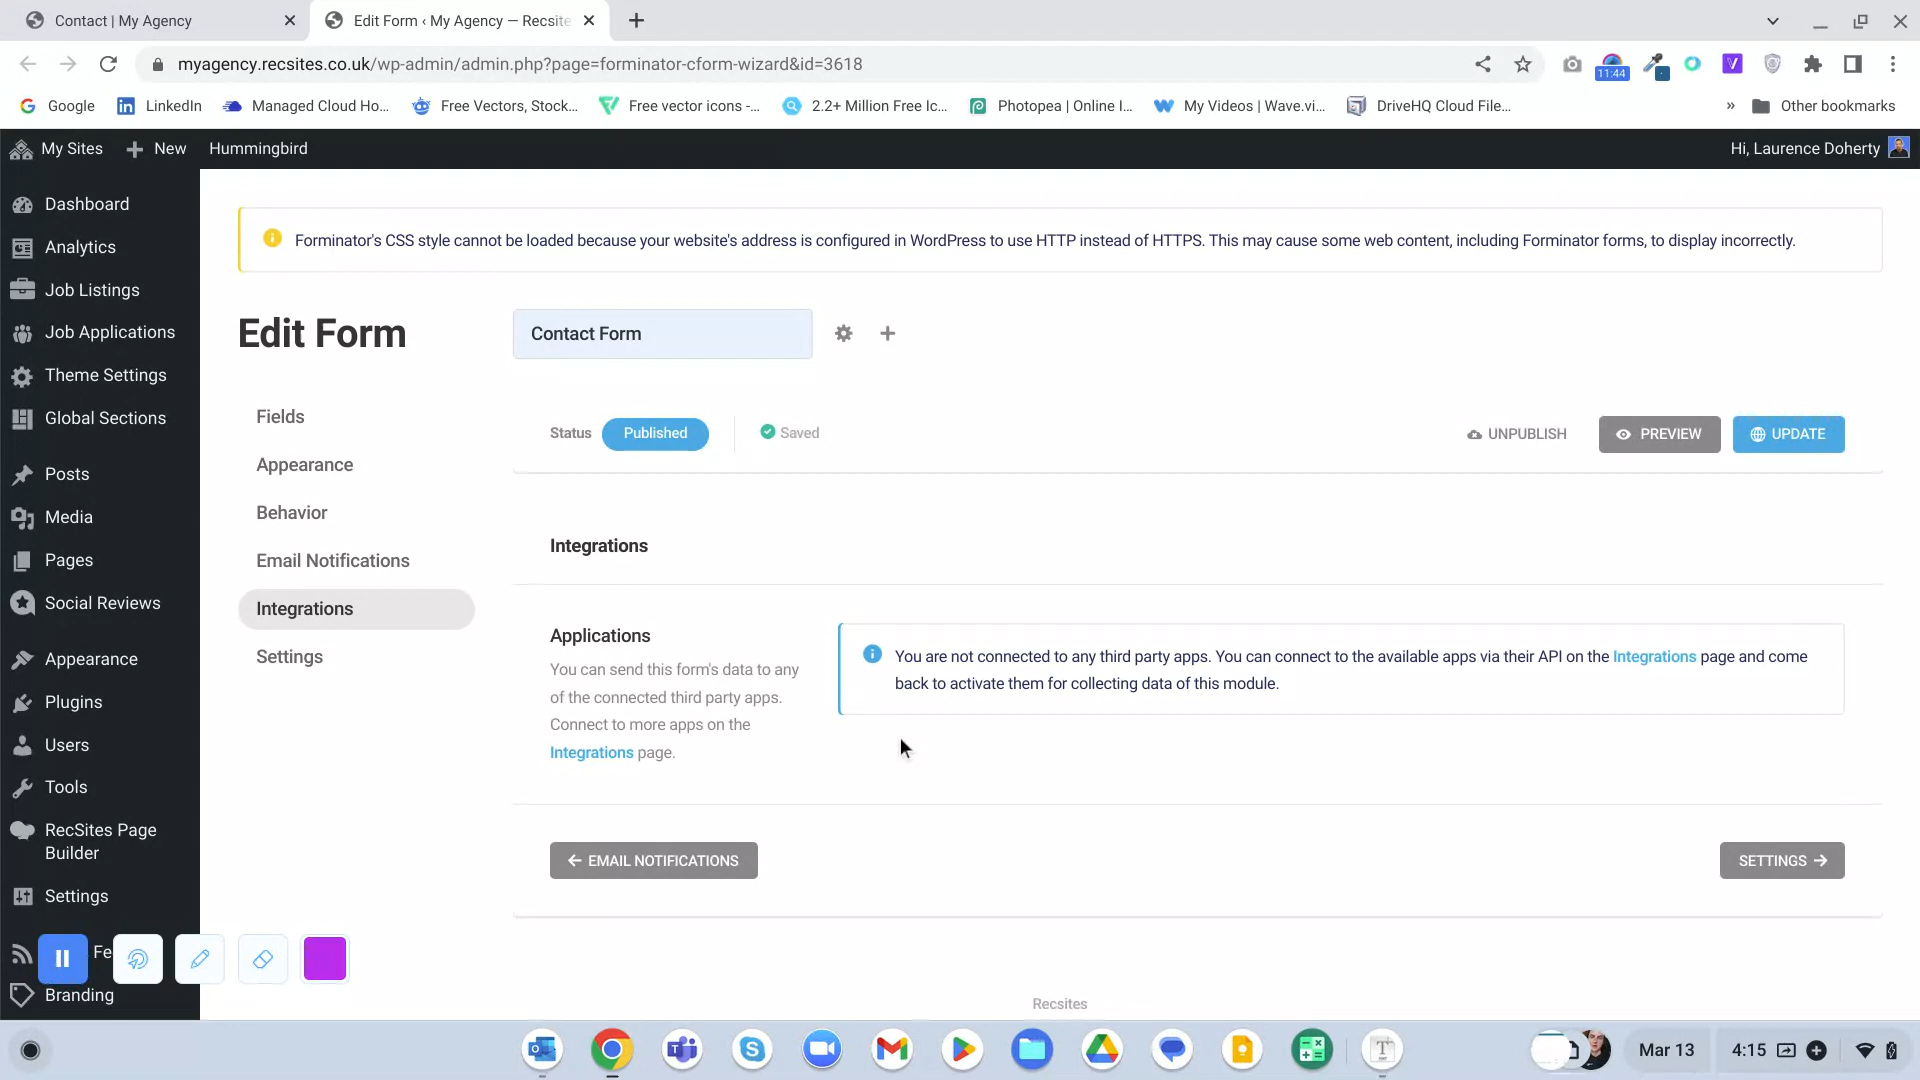 Contact | My Agency
Edit Form ‹ My Agency — Recsite
myagency.recsites.co.uk/wp-admin/admin.php?page=forminator-cform-wizard&id=3618
11:44
Google
LinkedIn
Managed Cloud Ho...
Free Vectors, Stock...
Free vector icons -...
2.2+ Million Free Ic...
Photopea | Online I...
My Videos | Wave.vi...
DriveHQ Cloud File...
»
Other bookmarks
My Sites
New
Hummingbird
Hi, Laurence Doherty
Dashboard
Analytics
Job Listings
Job Applications
Theme Settings
Global Sections
Posts
Media
Pages
Social Reviews
Appearance
Plugins
Users
Tools
RecSites Page
Builder
Settings
Fe
Branding
Forminator's CSS style cannot be loaded because your website's address is configured in WordPress to use HTTP instead of HTTPS. This may cause some web content, including Forminator forms, to display incorrectly.
Edit Form
Contact Form
Fields
Appearance
Behavior
Email Notifications
Integrations
Settings
Status
Published
Saved
UNPUBLISH
PREVIEW
UPDATE
Integrations
Applications
You can send this form's data to any
of the connected third party apps.
Connect to more apps on the
Integrations page.
You are not connected to any third party apps. You can connect to the available apps via their API on the Integrations page and come
back to activate them for collecting data of this module.
EMAIL NOTIFICATIONS
SETTINGS
Recsites
Mar 13
4:15